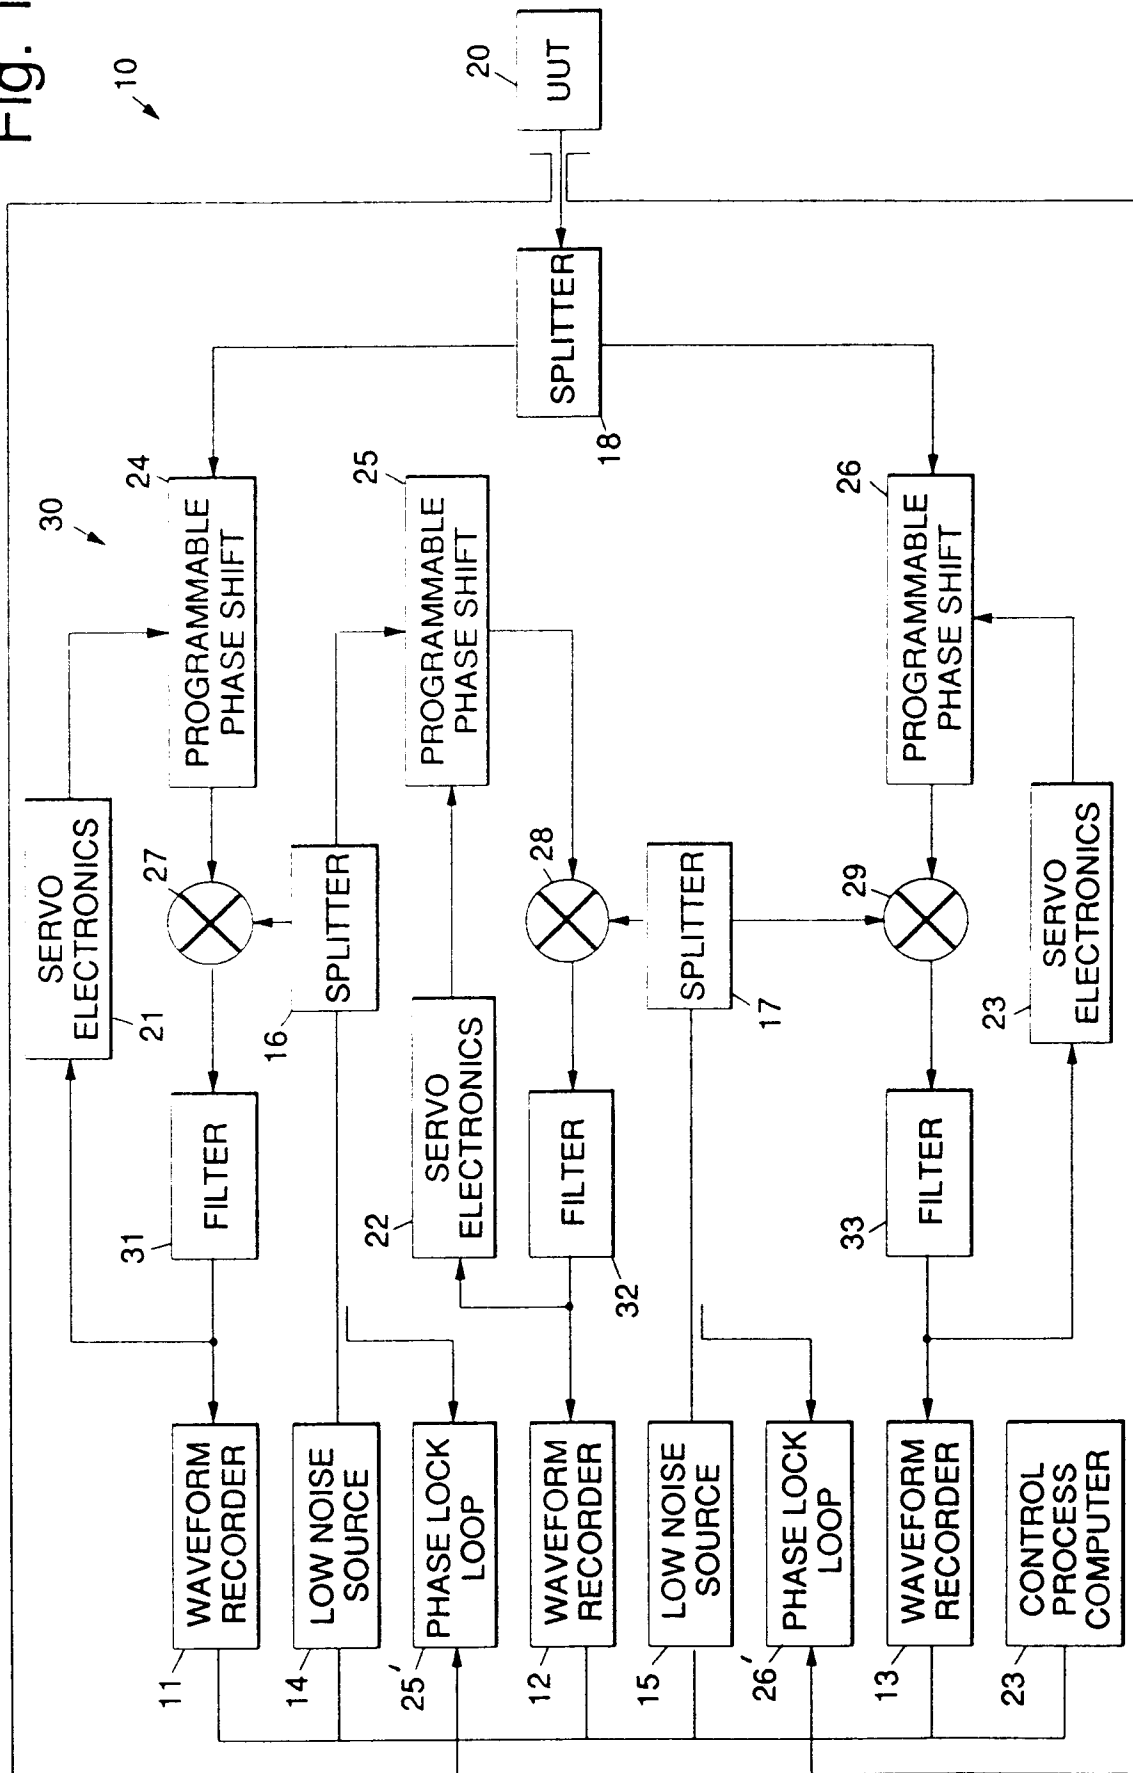 Fig. 1
10
20
UUT
SPLITTER
18
30
24
PROGRAMMABLE
PHASE SHIFT
25
PROGRAMMABLE
PHASE SHIFT
26
PROGRAMMABLE
PHASE SHIFT
SERVO
ELECTRONICS
21
27
SPLITTER
16
28
SPLITTER
17
29
SERVO
ELECTRONICS
23
FILTER
31
SERVO
ELECTRONICS
22
FILTER
32
FILTER
33
WAVEFORM
RECORDER
11
LOW NOISE
SOURCE
14
PHASE LOCK
LOOP
25'
WAVEFORM
RECORDER
12
LOW NOISE
SOURCE
15
PHASE LOCK
LOOP
26'
WAVEFORM
RECORDER
13
CONTROL
PROCESS
COMPUTER
23